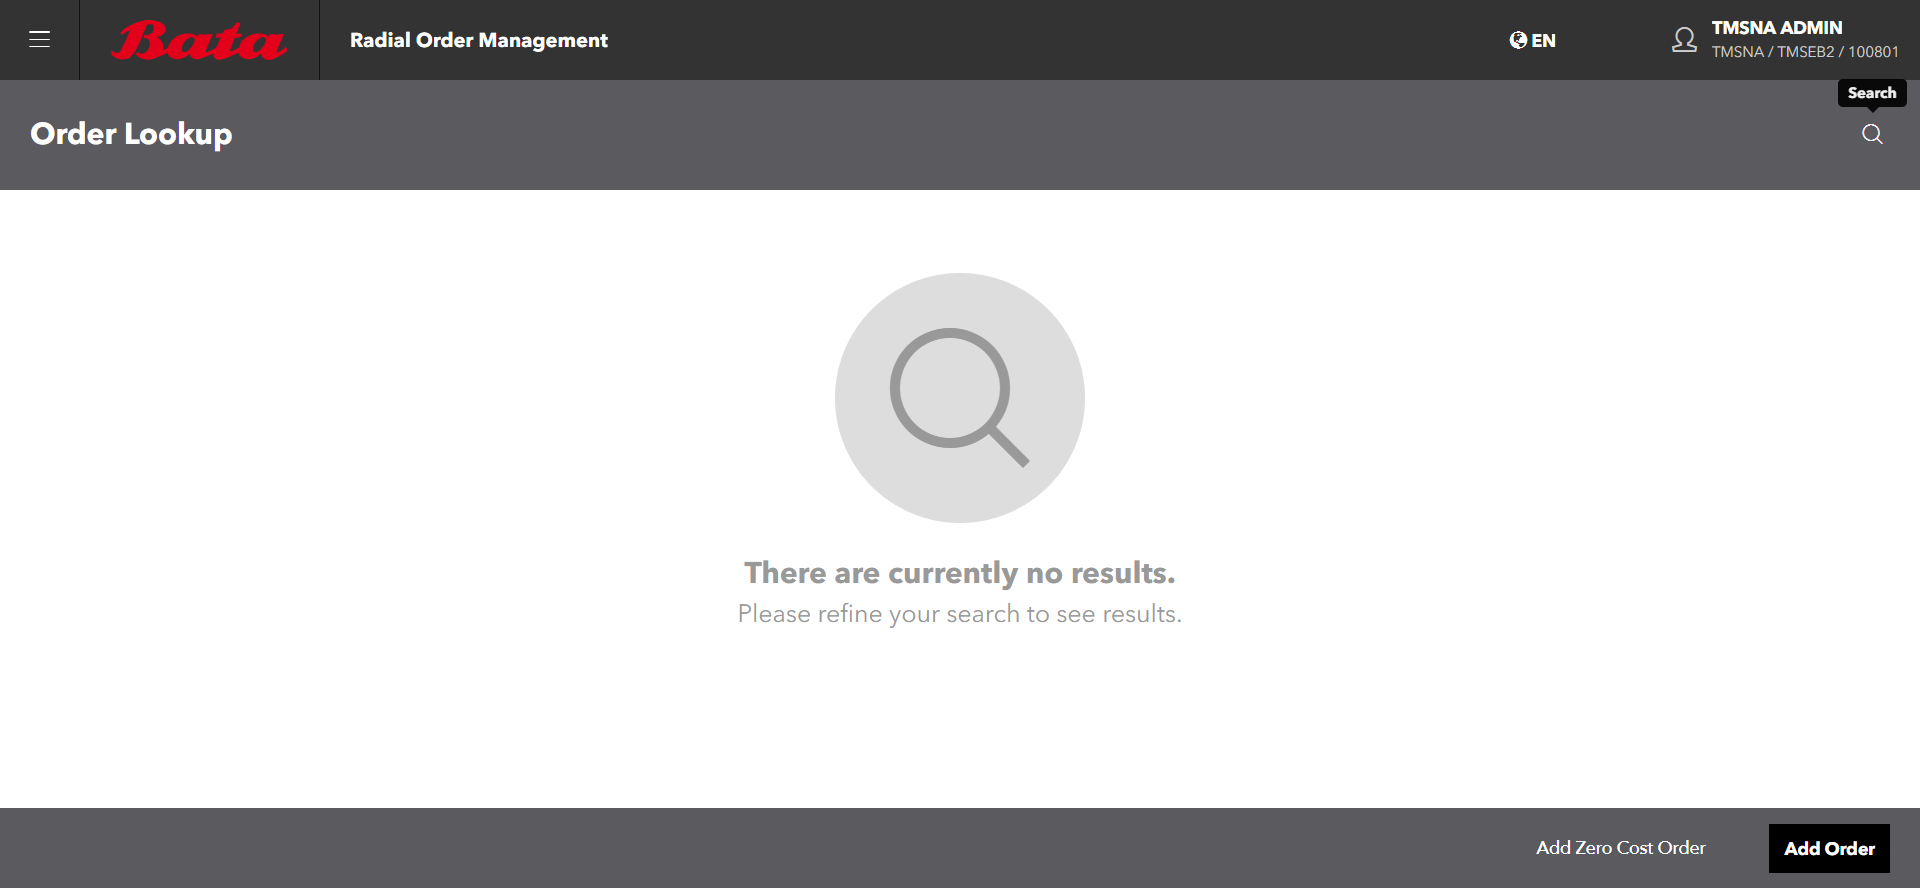 Bata
Radial Order Management
EN
TMSNA ADMIN
TMSNA / TMSEB2 / 100801
Search
Order Lookup
There are currently no results.
Please refine your search to see results.
Add Zero Cost Order
Add Order